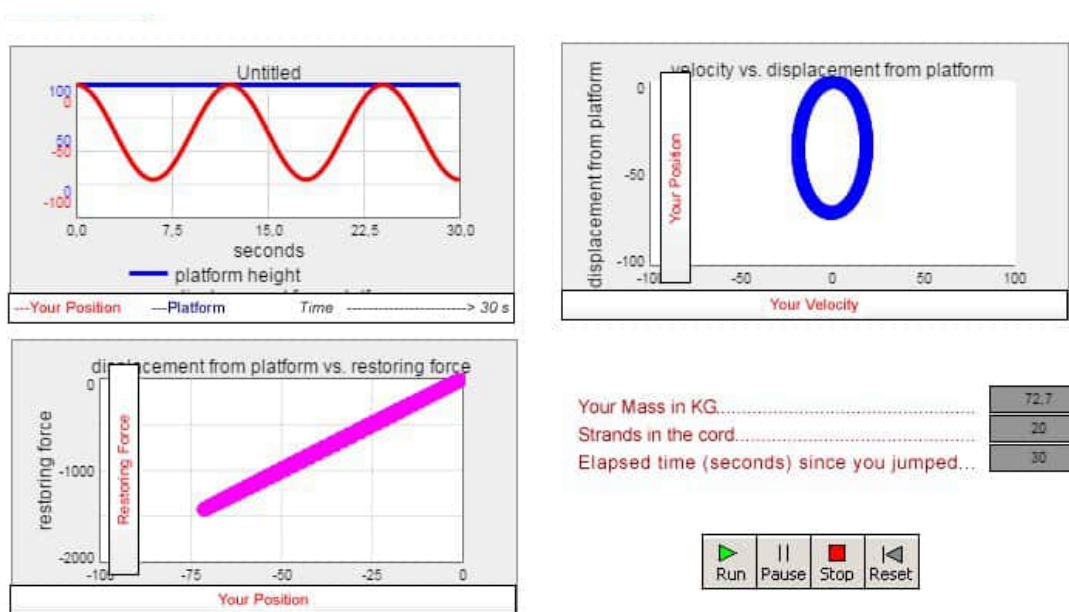 Untitled
100
0
50
-50
0
-100
0,0 7,5 15,0 22,5 30,0
seconds
platform height
---Your Position ---Platform Time ------------------------> 30 s
velocity vs. displacement from platform
displacement from platform
Your Position
0
-50
-100
-100 -50 0 50 100
Your Velocity
displacement from platform vs. restoring force
restoring force
Restoring Force
0
-1000
-2000
-100 -75 -50 -25 0
Your Position
Your Mass in KG............................................ 72,7
Strands in the cord......................................... 20
Elapsed time (seconds) since you jumped... 30
Run Pause Stop Reset